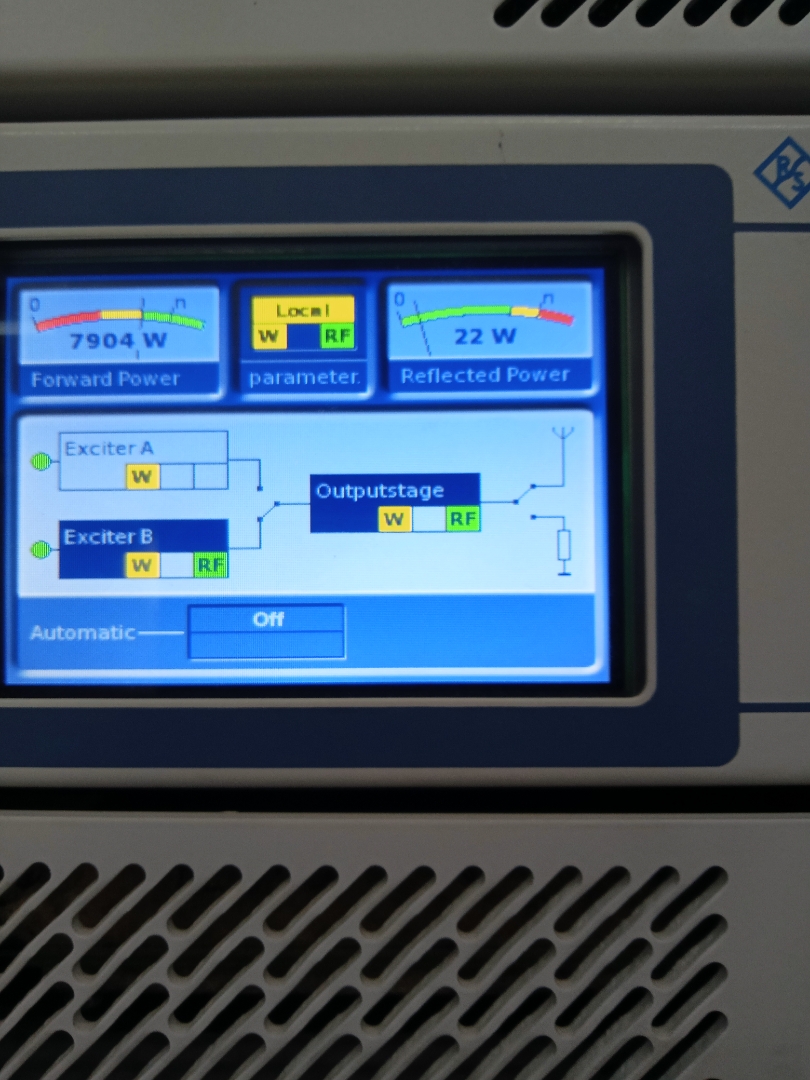 R
S
0 n
7904 W
Forward Power
Local
W RF
parameter.
0 n
22 W
Reflected Power
Exciter A
W
Outputstage
W RF
Exciter B
W RF
Automatic
Off